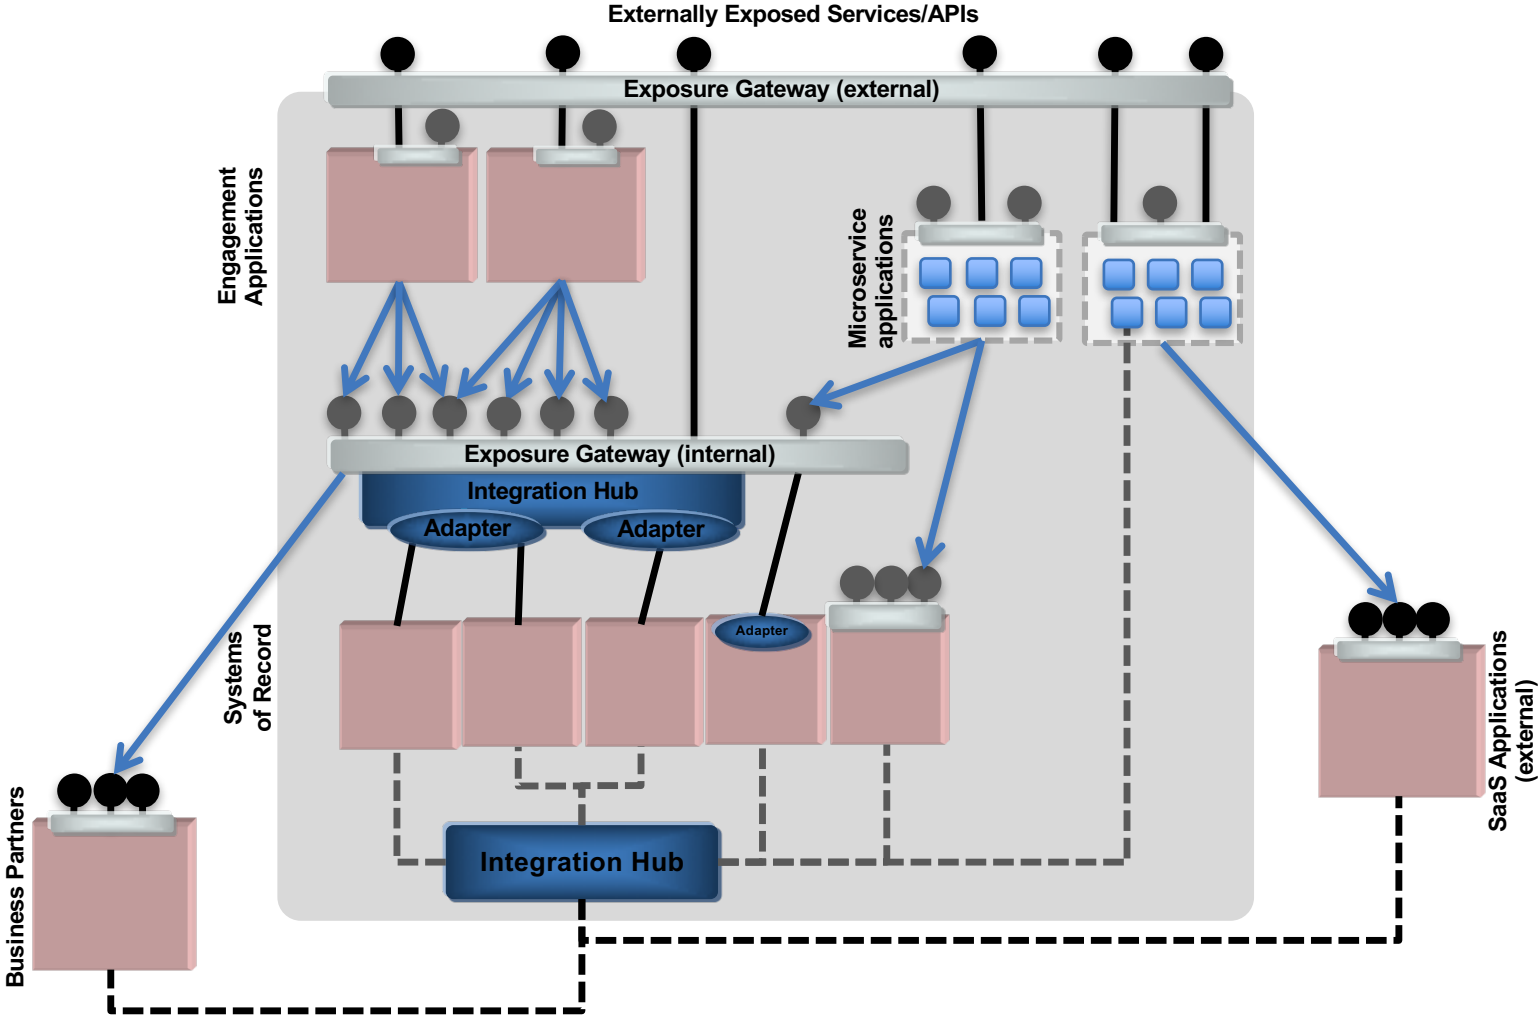 Externally Exposed Services/APIs
Exposure Gateway (external)
Engagement
Applications
Microservice
applications
Exposure Gateway (internal)
Integration Hub
Adapter
Adapter
Adapter
Systems
of Record
SaaS Applications
(external)
Business Partners
Integration Hub